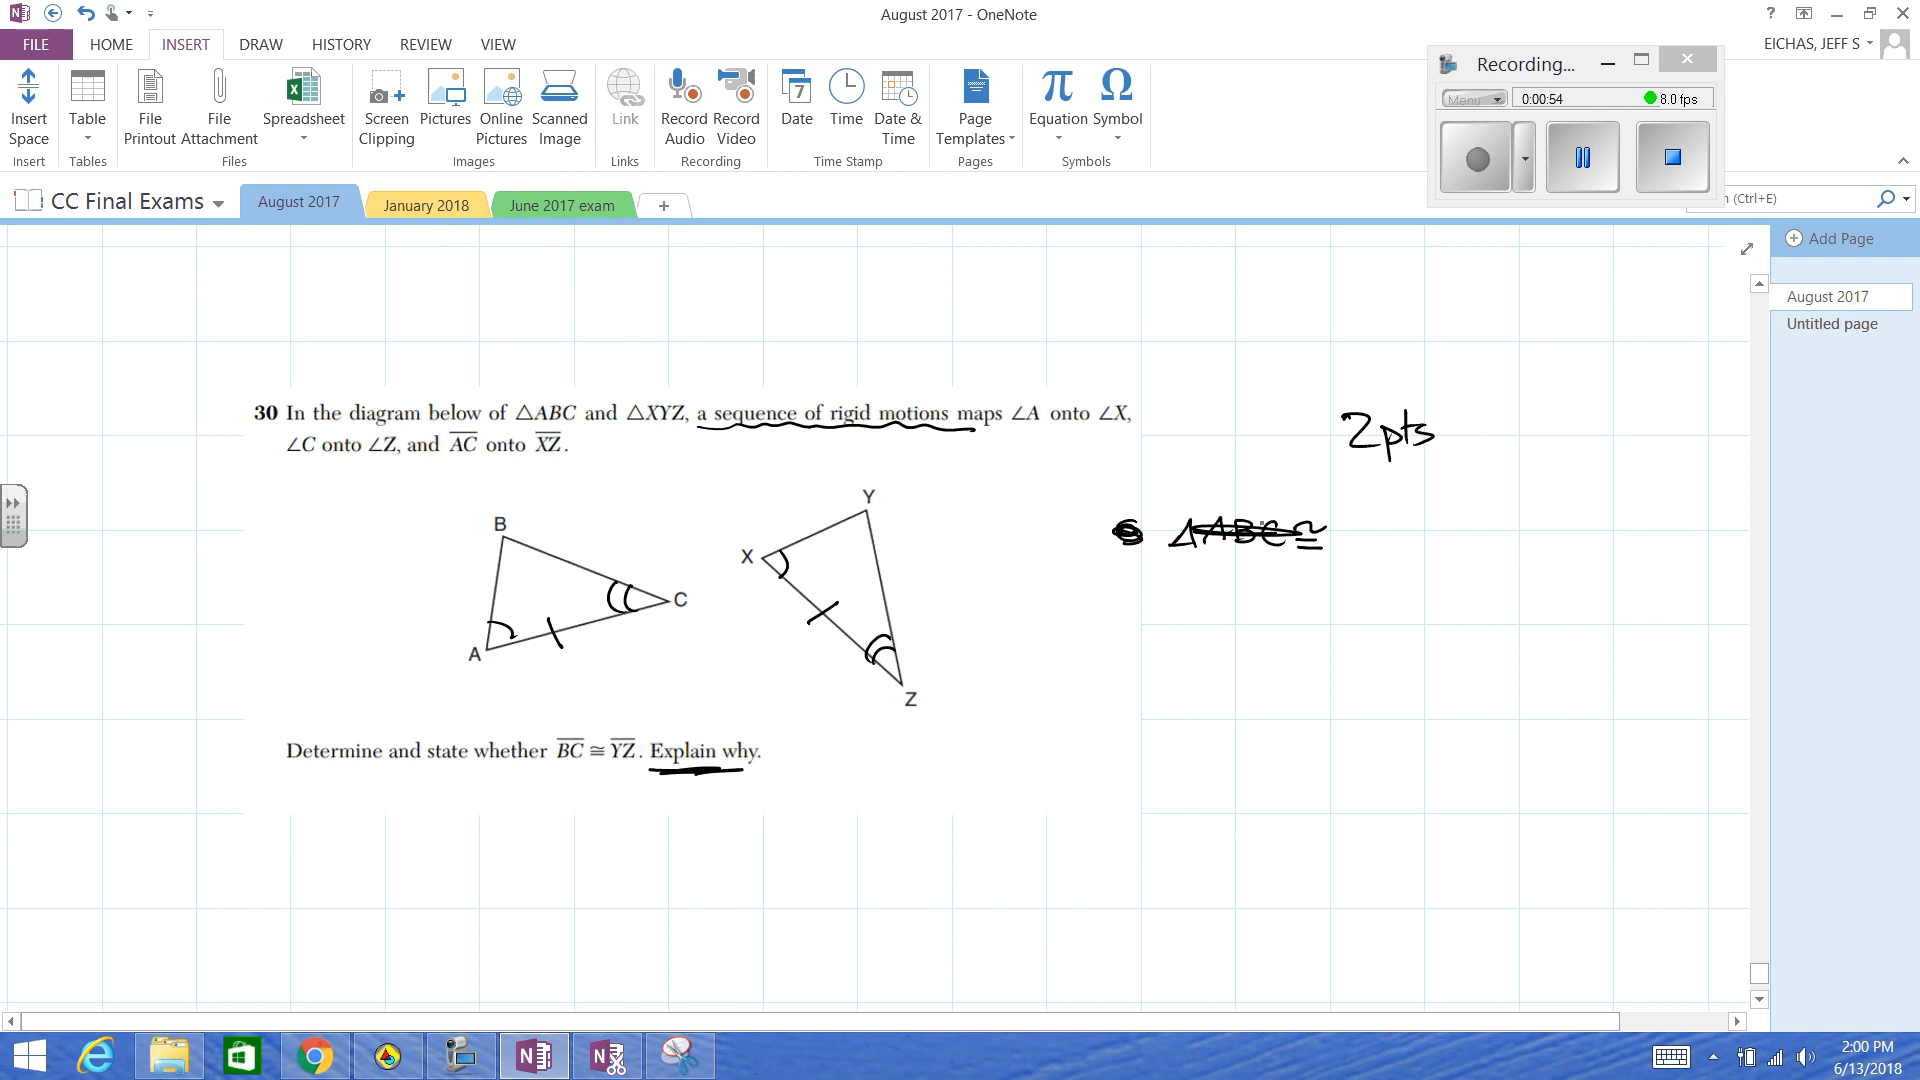 August 2017 - OneNote
FILE HOME INSERT DRAW HISTORY REVIEW VIEW
EICHAS, JEFF S
Recording...
Menu 0:00:54 8.0 fps
Insert Space
Table
File Printout
File Attachment
Spreadsheet
Screen Clipping
Pictures
Online Pictures
Scanned Image
Link
Record Audio
Record Video
Date
Time
Date & Time
Page Templates
Equation
Symbol
Insert Tables Files Images Links Recording Time Stamp Pages Symbols
CC Final Exams August 2017 January 2018 June 2017 exam +
(Ctrl+E)
Add Page
August 2017
Untitled page
30 In the diagram below of △ABC and △XYZ, a sequence of rigid motions maps ∠A onto ∠X,
∠C onto ∠Z, and AC onto XZ.
2pts
△ABC ≅
B
C
A
Y
X
Z
Determine and state whether BC ≅ YZ. Explain why.
2:00 PM
6/13/2018